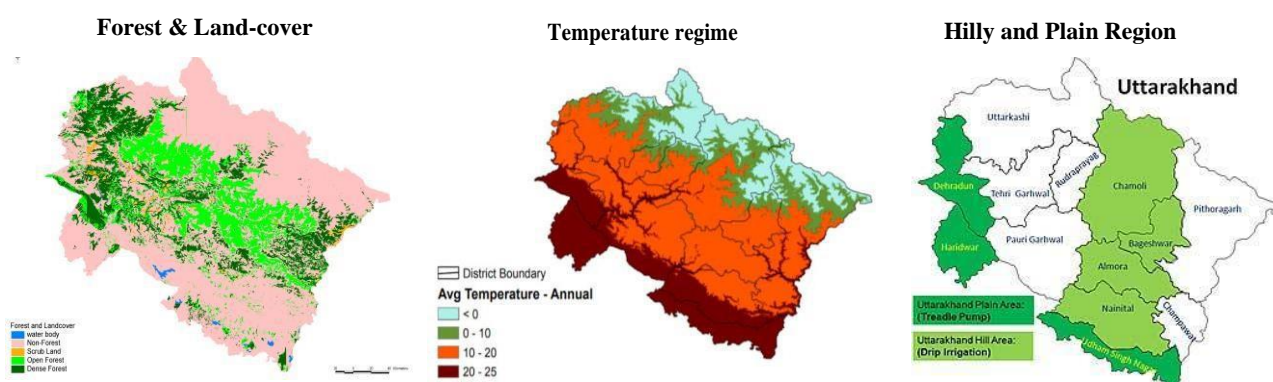 Forest & Land-cover
Forest and Landcover
water body
Non-Forest
Scrub Land
Open Forest
Dense Forest
Temperature regime
District Boundary
Avg Temperature - Annual
< 0
0 - 10
10 - 20
20 - 25
Hilly and Plain Region
Uttarakhand
Uttarkashi
Dehradun
Tehri Garhwal
Rudraprayag
Chamoli
Pithoragarh
Haridwar
Pauri Garhwal
Bageshwar
Almora
Nainital
Champawat
Udham Singh Nagar
Uttarakhand Plain Area:
(Treadle Pump)
Uttarakhand Hill Area:
(Drip Irrigation)